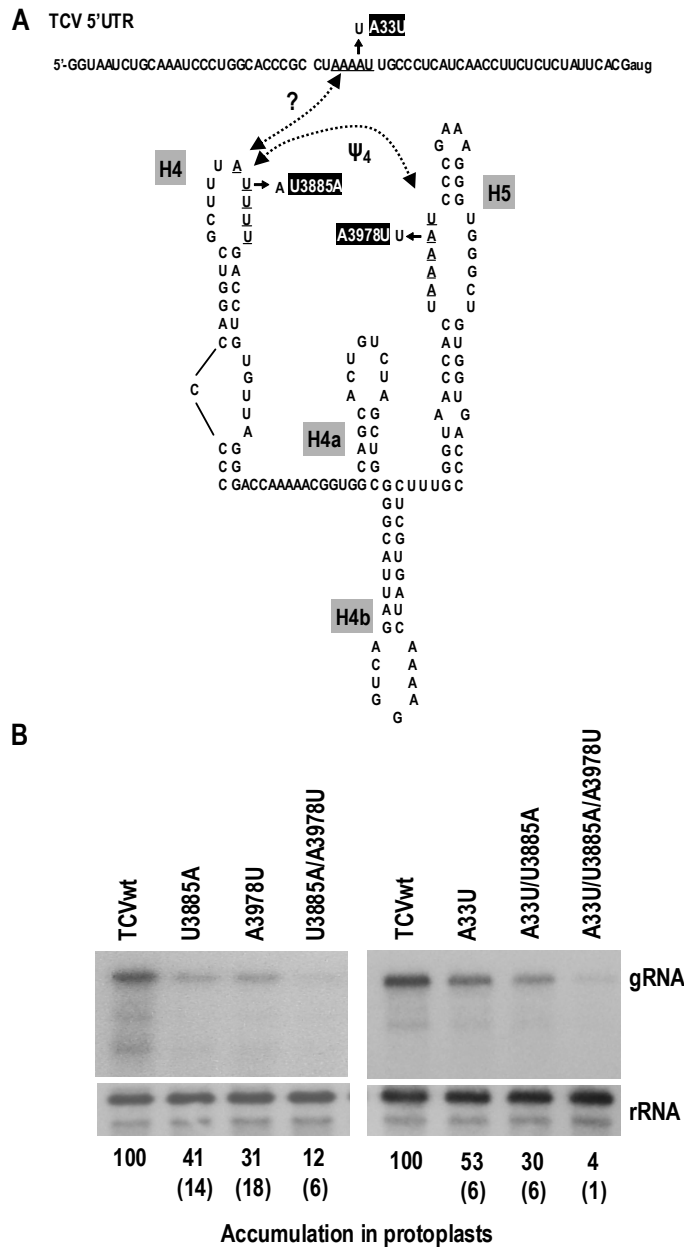 A TCV 5'UTR
U A33U
5'-GGUAAUCUGCAAAUCCCUGGCACCCGC CUAAAAU UGCCCUCAUCAACCUUCUCUCUAUUCACGaug
?
Ψ4
H4
A U3885A
H5
A3978U U
H4a
GACCAAAAACGGUGG
CUUUG
H4b
B
TCVwt U3885A A3978U U3885A/A3978U TCVwt A33U A33U/U3885A A33U/U3885A/A3978U
gRNA
rRNA
100 41 31 12 100 53 30 4
(14) (18) (6) (6) (6) (1)
Accumulation in protoplasts